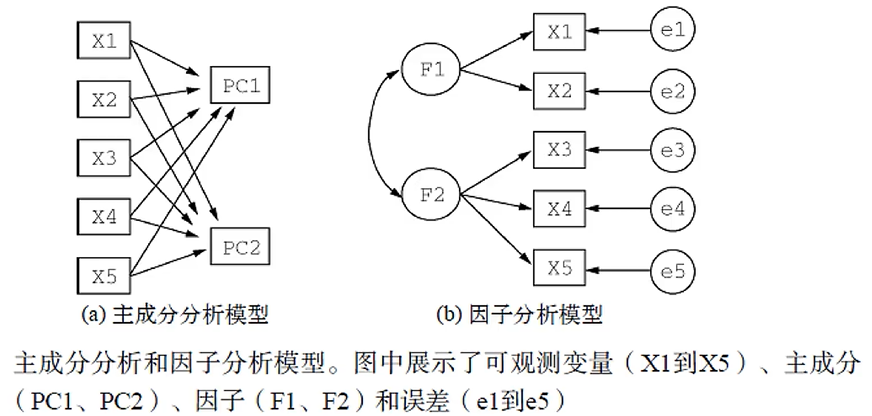 X1
X2
X3
X4
X5
PC1
PC2
(a) 主成分分析模型
F1
F2
X1
X2
X3
X4
X5
e1
e2
e3
e4
e5
(b) 因子分析模型
主成分分析和因子分析模型。图中展示了可观测变量（X1到X5）、主成分
（PC1、PC2）、因子（F1、F2）和误差（e1到e5）